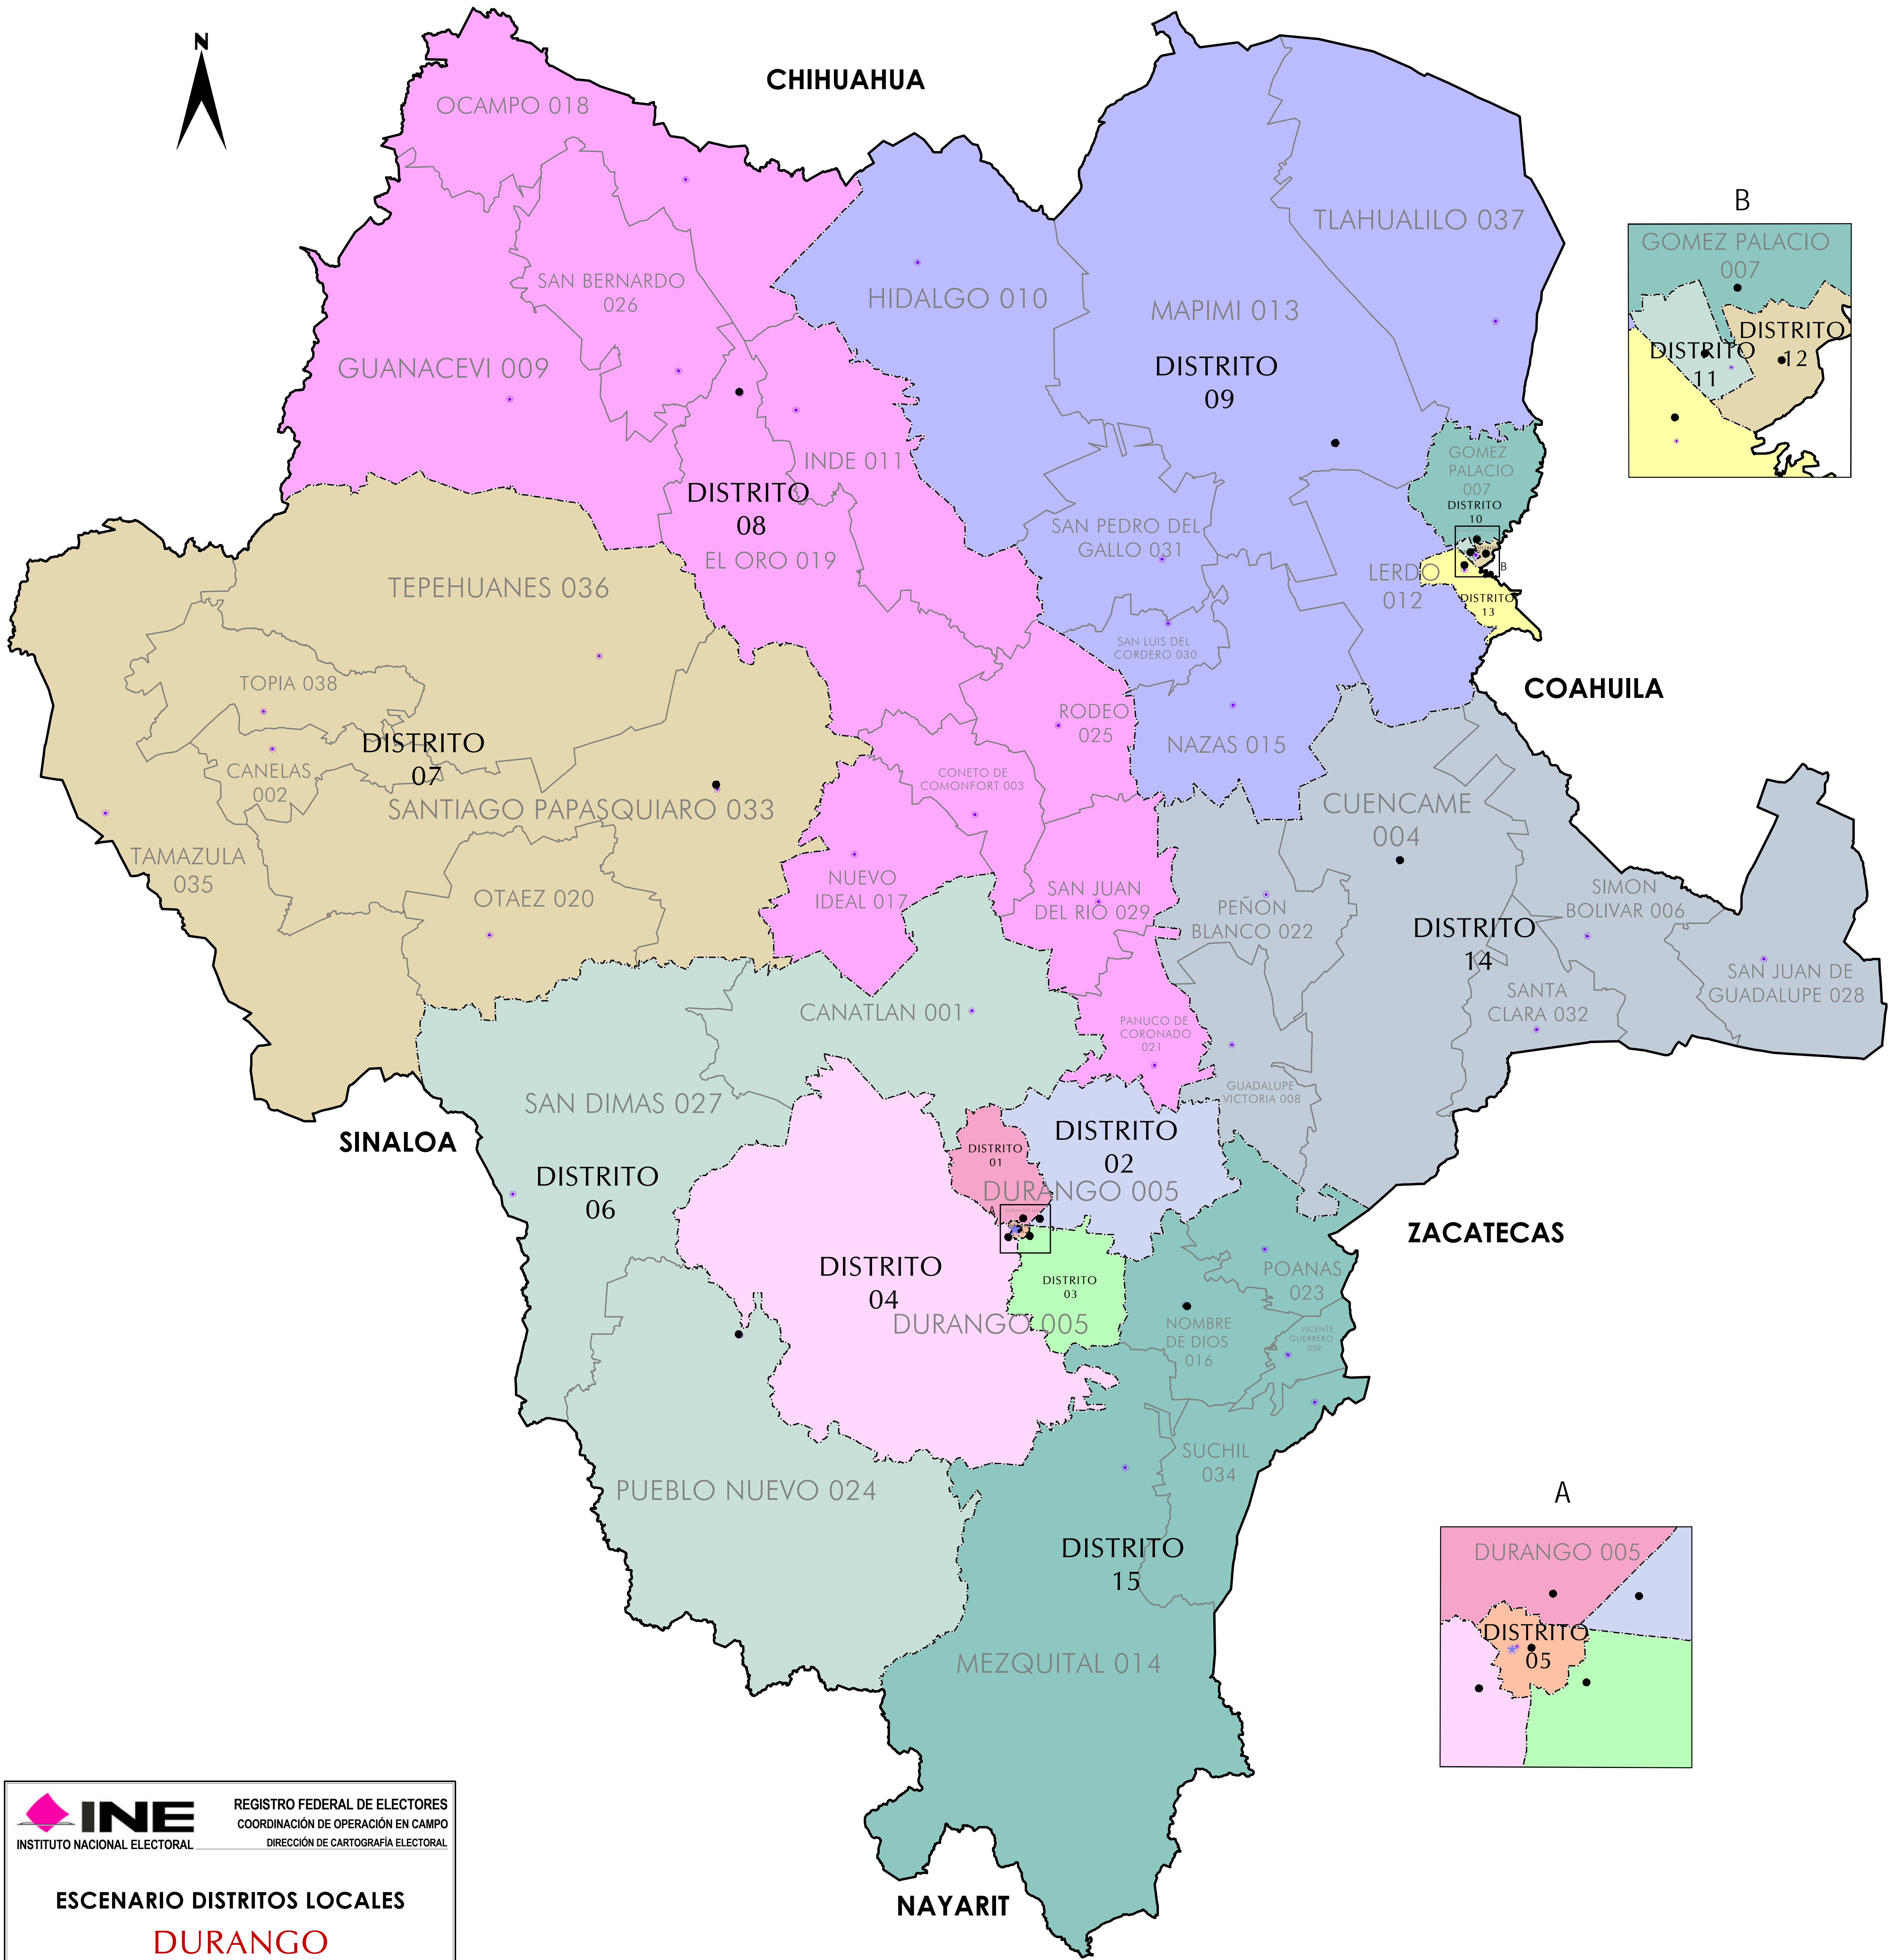 N
CHIHUAHUA
OCAMPO 018
TLAHUALILO 037
B
GOMEZ PALACIO
007
DISTRITO
12
DISTRITO
11
SAN BERNARDO
026
HIDALGO 010
MAPIMI 013
DISTRITO
09
GUANACEVI 009
INDE 011
DISTRITO
08
EL ORO 019
GOMEZ
PALACIO
007
DISTRITO
10
B
SAN PEDRO DEL
GALLO 031
LERDO
012
DISTRITO
13
TEPEHUANES 036
SAN LUIS DEL
CORDERO 030
COAHUILA
TOPIA 038
RODEO
025
NAZAS 015
DISTRITO
07
CANELAS
002
CONETO DE
COMONFORT 003
SANTIAGO PAPASQUIARO 033
CUENCAME
004
TAMAZULA
035
OTAEZ 020
NUEVO
IDEAL 017
SAN JUAN
DEL RIO 029
PEÑON
BLANCO 022
SIMON
BOLIVAR 006
DISTRITO
14
SAN JUAN DE
GUADALUPE 028
SANTA
CLARA 032
CANATLAN 001
PANUCO DE
CORONADO
021
GUADALUPE
VICTORIA 008
SAN DIMAS 027
SINALOA
DISTRITO
01
DISTRITO
02
DISTRITO
06
DURANGO 005
A
ZACATECAS
DISTRITO
04
DISTRITO
03
DURANGO 005
POANAS
023
NOMBRE
DE DIOS
016
VICENTE
GUERRERO
039
SUCHIL
034
PUEBLO NUEVO 024
DISTRITO
15
MEZQUITAL 014
A
DURANGO 005
DISTRITO
05
NAYARIT
INE
INSTITUTO NACIONAL ELECTORAL
REGISTRO FEDERAL DE ELECTORES
COORDINACIÓN DE OPERACIÓN EN CAMPO
DIRECCIÓN DE CARTOGRAFÍA ELECTORAL
ESCENARIO DISTRITOS LOCALES
DURANGO